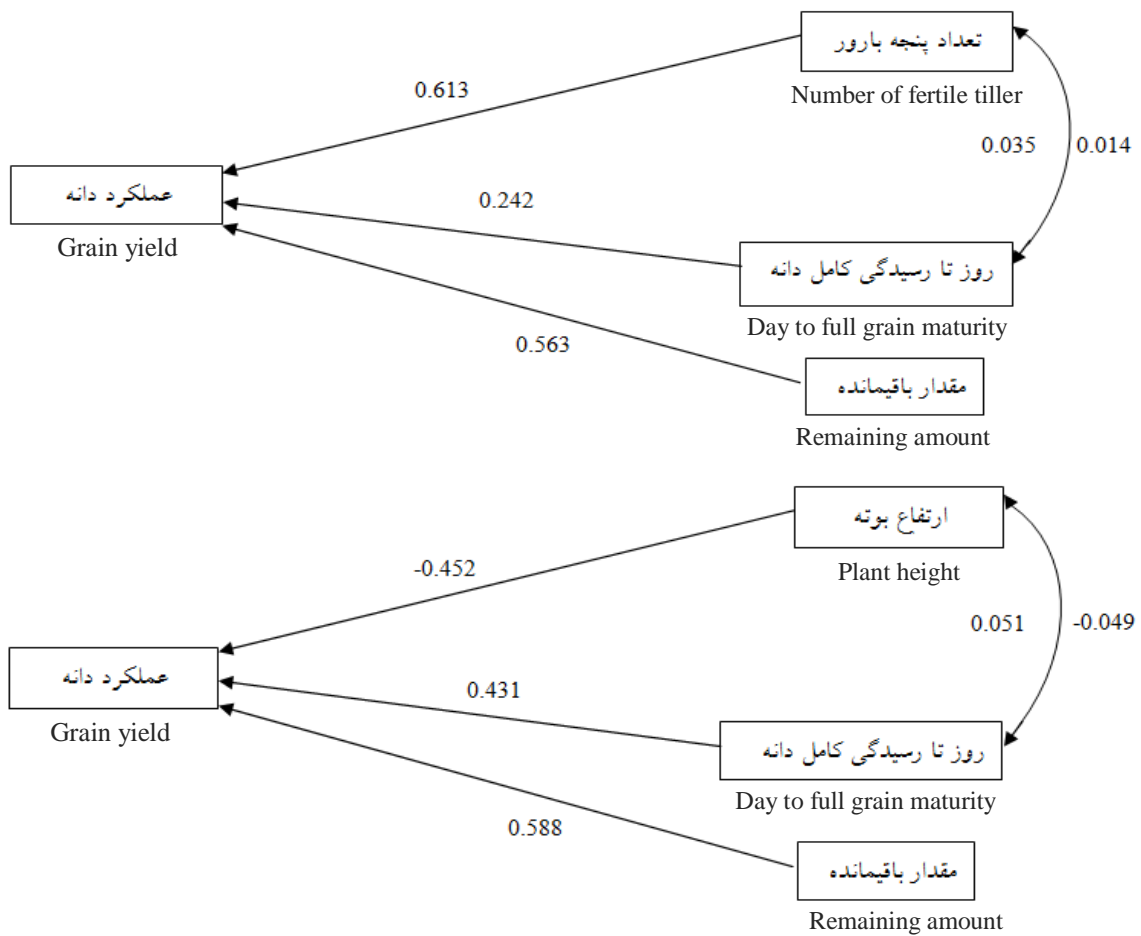 تعداد پنجه بارور
Number of fertile tiller
0.613
0.035
0.014
عملکرد دانه
Grain yield
0.242
روز تا رسیدگی کامل دانه
Day to full grain maturity
0.563
مقدار باقیمانده
Remaining amount
ارتفاع بوته
Plant height
-0.452
0.051
-0.049
عملکرد دانه
Grain yield
0.431
روز تا رسیدگی کامل دانه
Day to full grain maturity
0.588
مقدار باقیمانده
Remaining amount